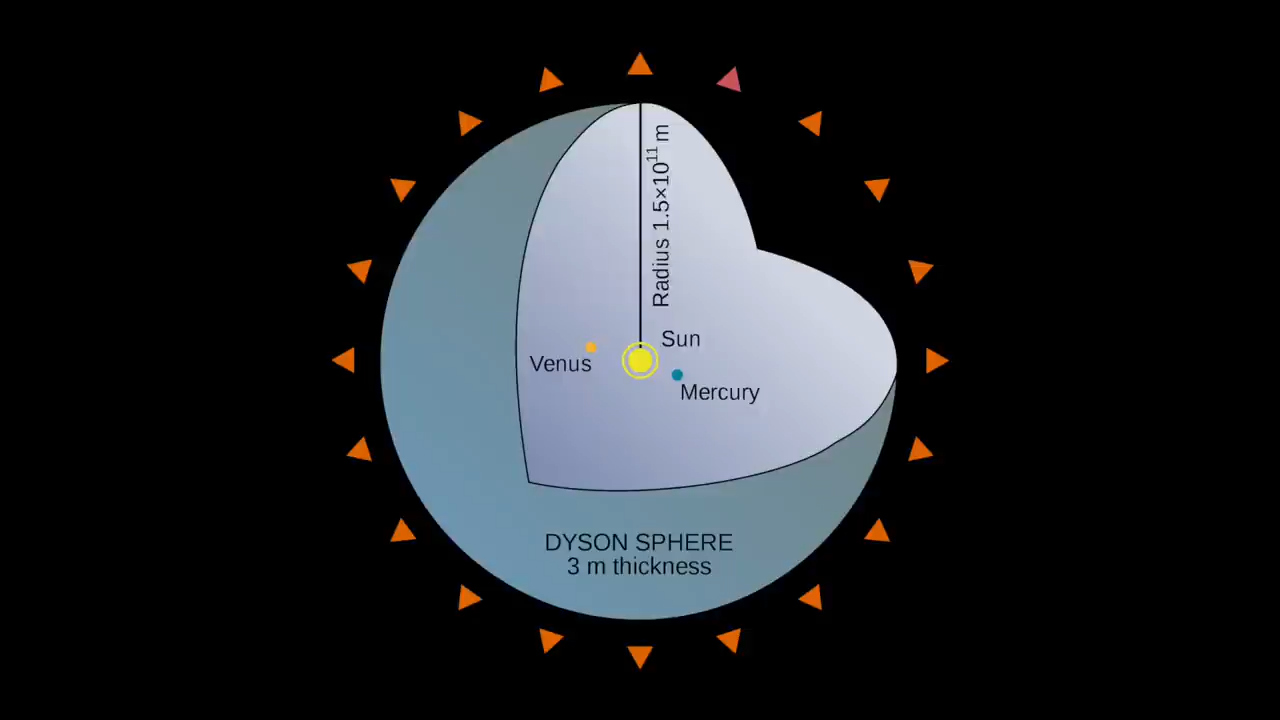 Radius 1.5×10¹¹ m
Sun
Venus
Mercury
DYSON SPHERE
3 m thickness